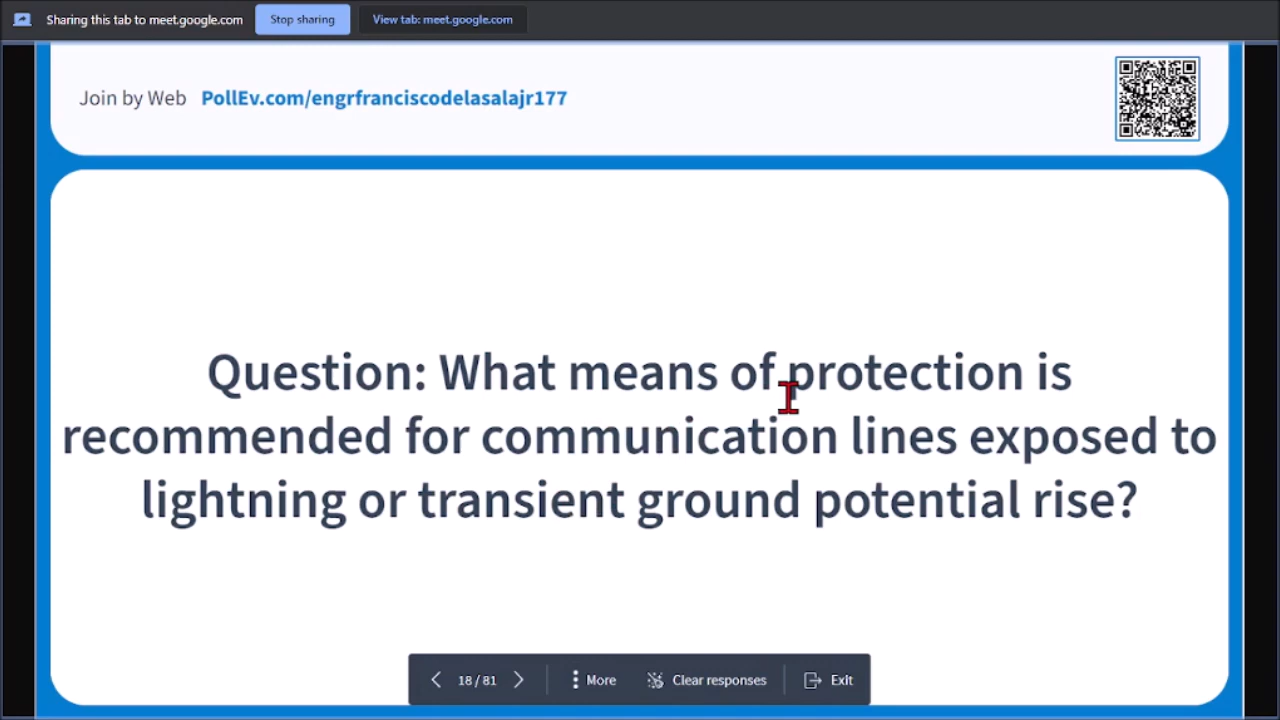 Sharing this tab to meet.google.com Stop sharing View tab: meet.google.com
Join by Web PollEv.com/engrfranciscodelasalajr177
Question: What means of protection is
recommended for communication lines exposed to
lightning or transient ground potential rise?
18 / 81 More Clear responses Exit